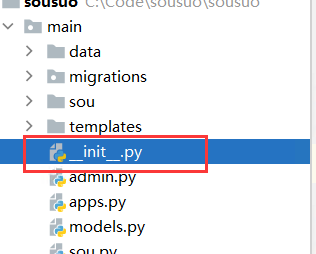 sousuo C:\Code\sousuo\sousuo
main
data
migrations
sou
templates
__init__.py
admin.py
apps.py
models.py
sou.py